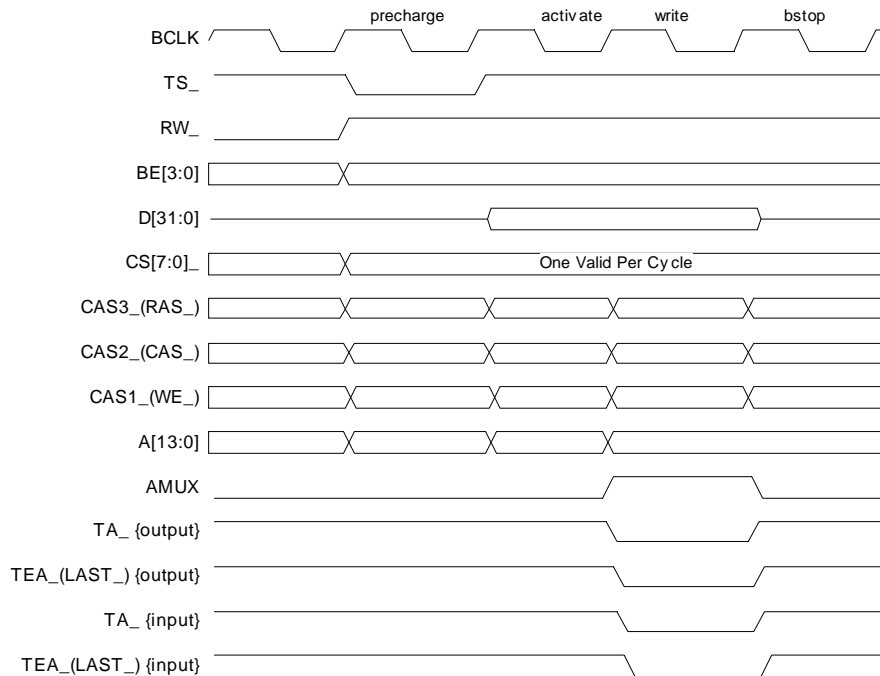 precharge activate write bstop
BCLK
TS_
RW_
BE[3:0]
D[31:0]
CS[7:0]_ One Valid Per Cycle
CAS3_(RAS_)
CAS2_(CAS_)
CAS1_(WE_)
A[13:0]
AMUX
TA_ {output}
TEA_(LAST_) {output}
TA_ {input}
TEA_(LAST_) {input}